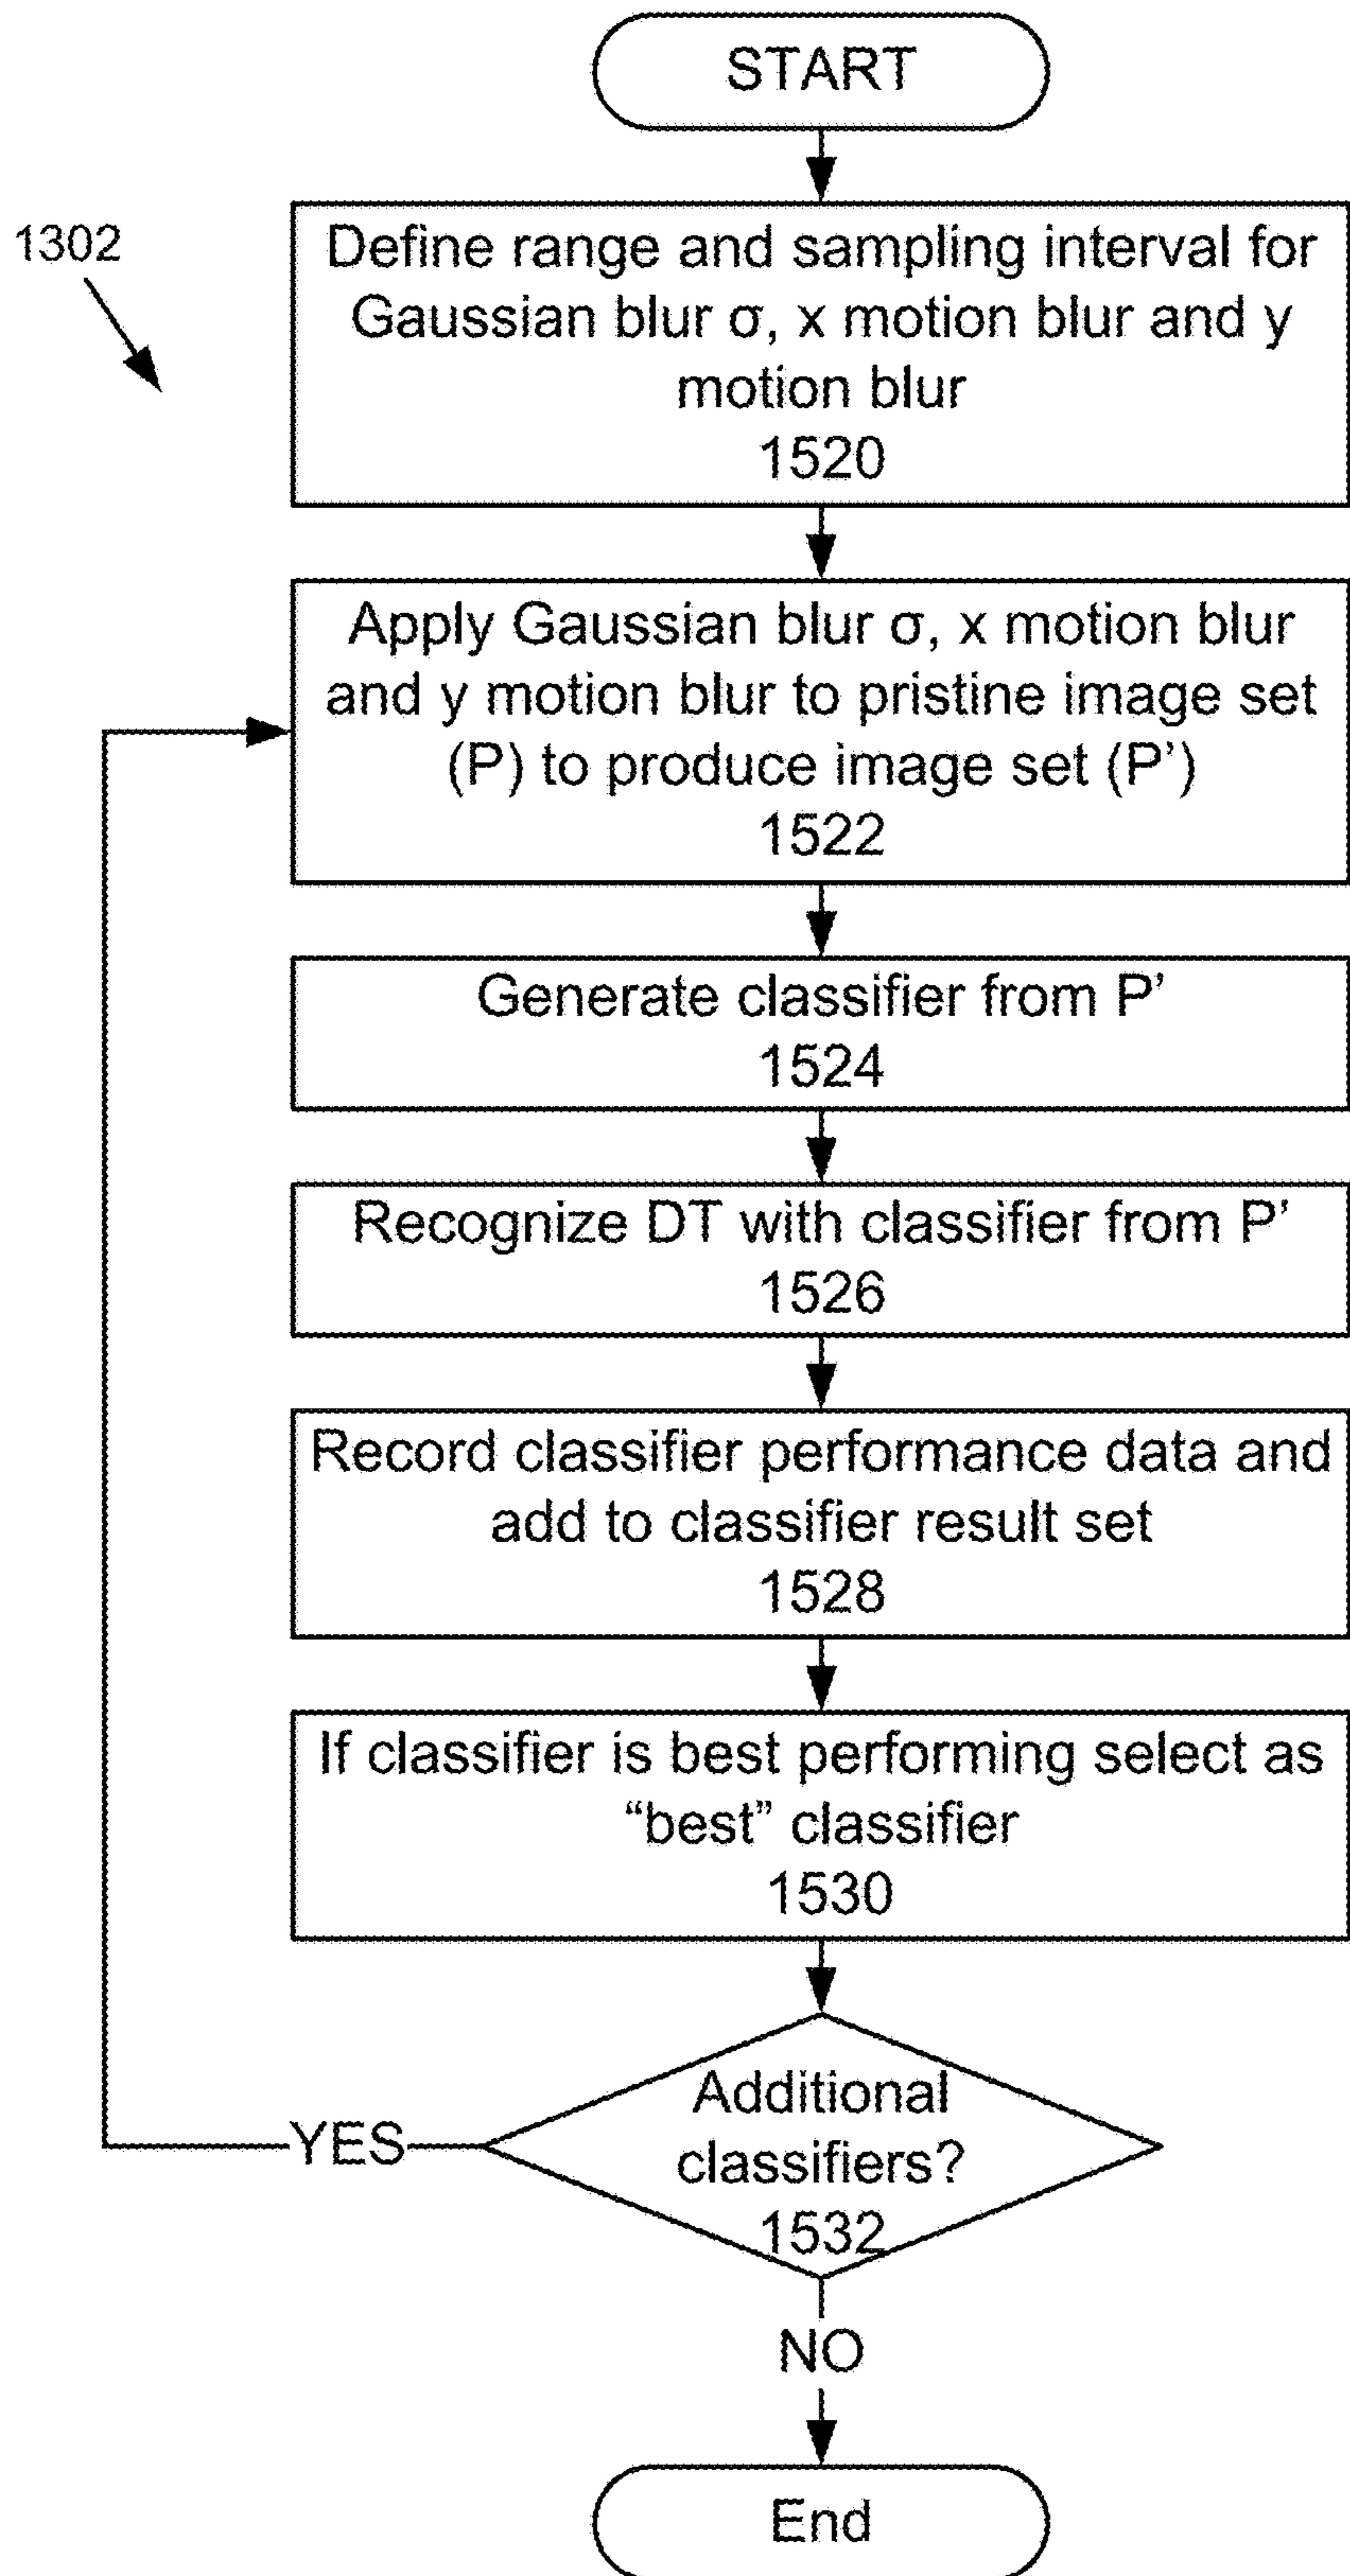 START
1302
Define range and sampling interval for
Gaussian blur σ, x motion blur and y
motion blur
1520
Apply Gaussian blur σ, x motion blur
and y motion blur to pristine image set
(P) to produce image set (P’)
1522
Generate classifier from P’
1524
Recognize DT with classifier from P’
1526
Record classifier performance data and
add to classifier result set
1528
If classifier is best performing select as
“best” classifier
1530
Additional
classifiers?
1532
YES
NO
End